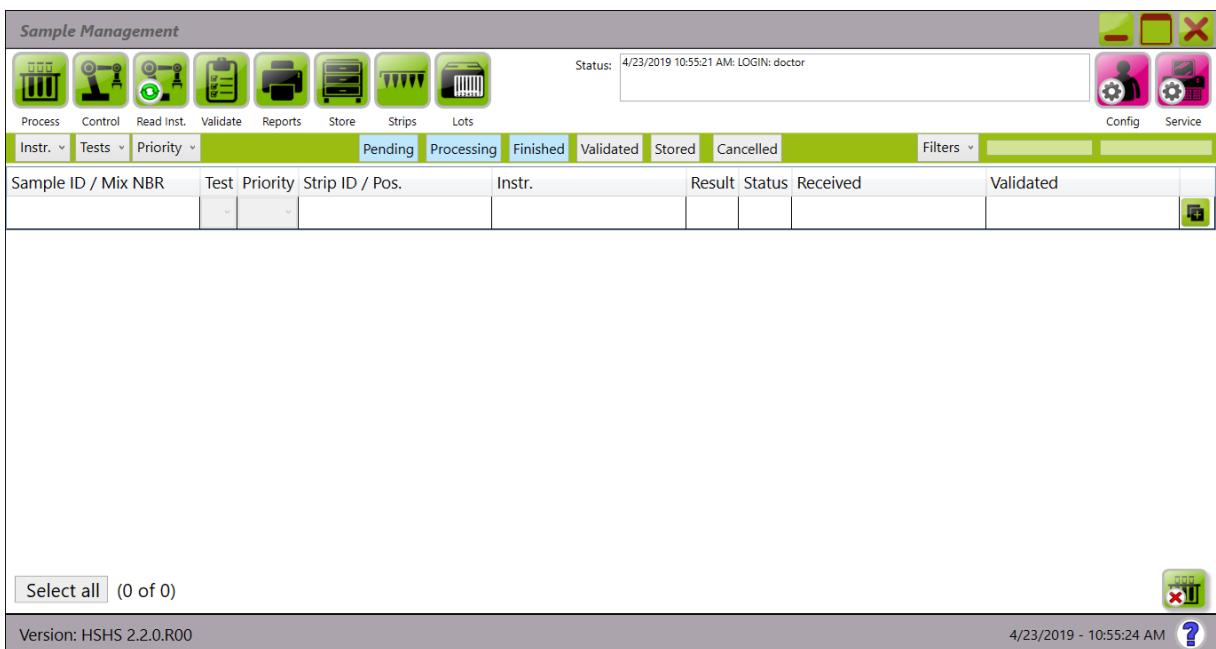 Sample Management
Status: 4/23/2019 10:55:21 AM: LOGIN: doctor
Process Control Read Inst. Validate Reports Store Strips Lots Config Service
Instr. Tests Priority Pending Processing Finished Validated Stored Cancelled Filters
Sample ID / Mix NBR Test Priority Strip ID / Pos. Instr. Result Status Received Validated
Select all (0 of 0)
Version: HSHS 2.2.0.R00 4/23/2019 - 10:55:24 AM ?